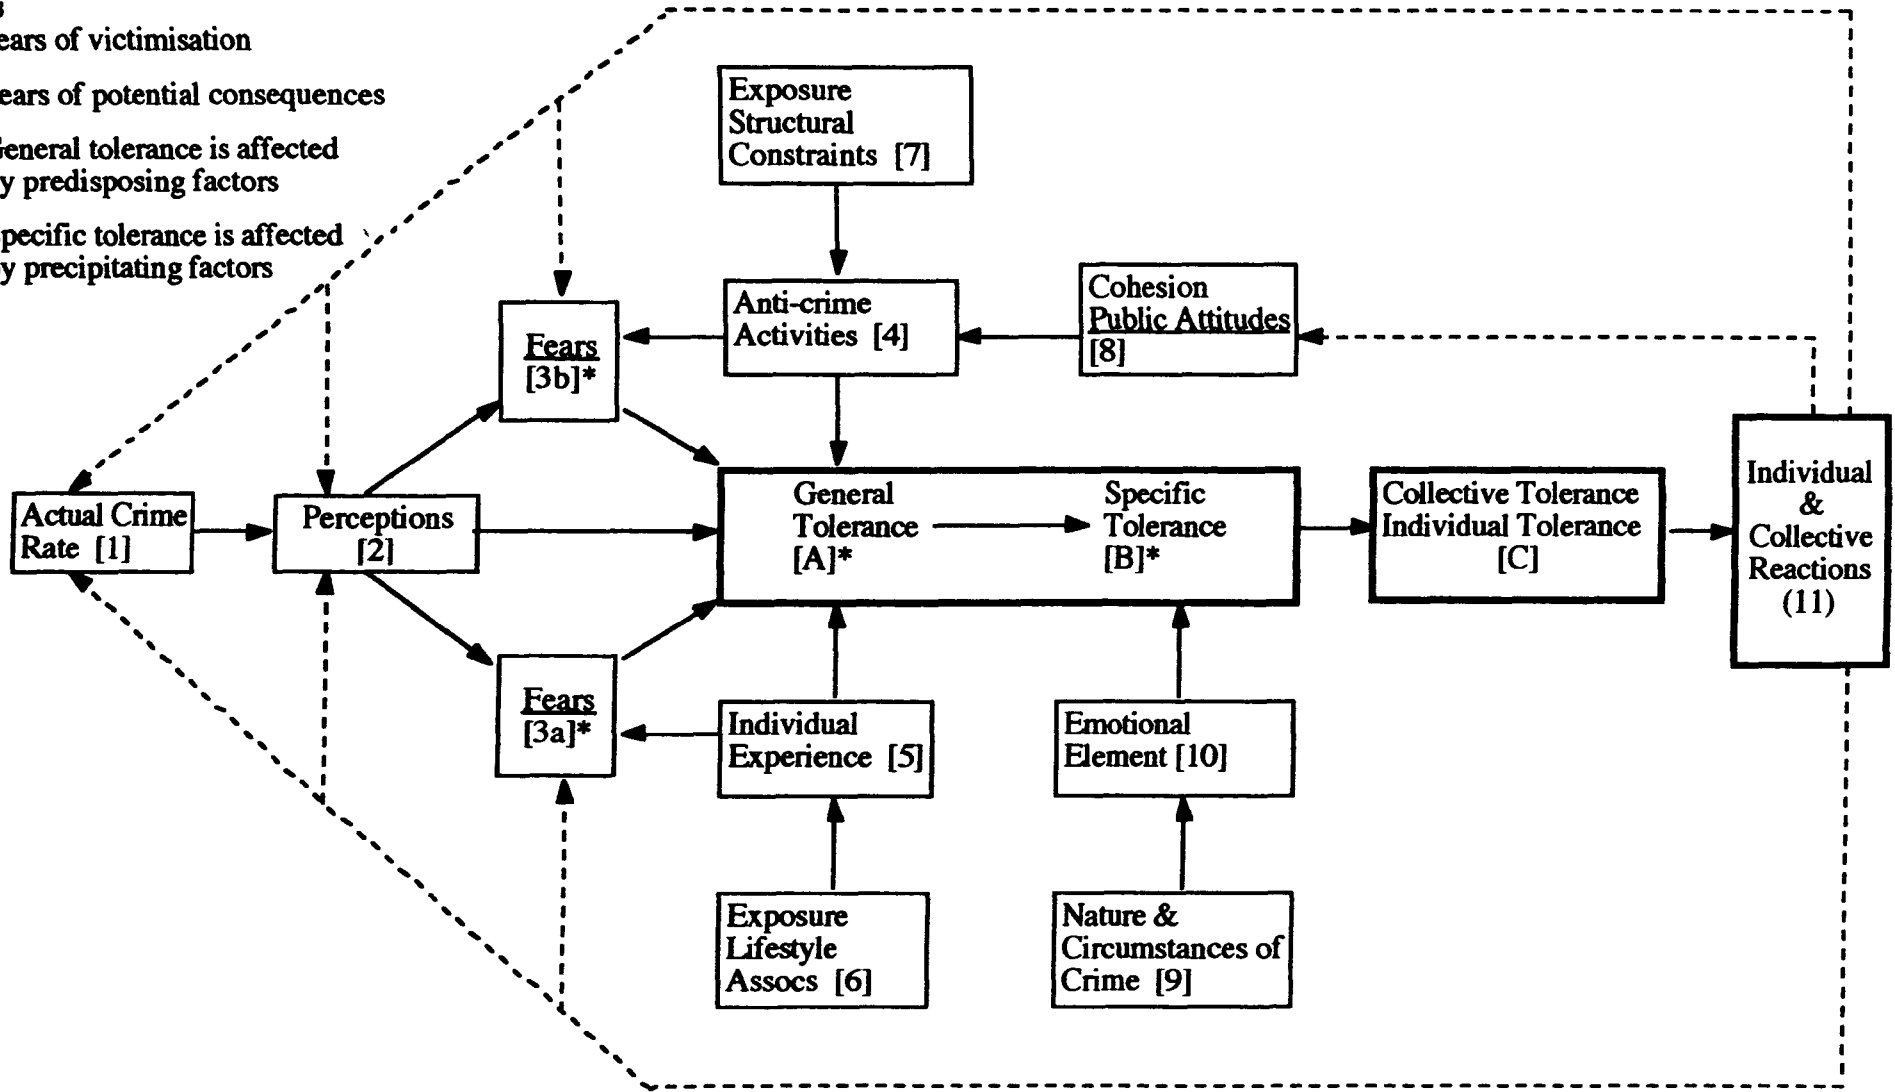 ears of victimisation
ears of potential consequences
eneral tolerance is affected
y predisposing factors
pecific tolerance is affected
y precipitating factors
Exposure
Structural
Constraints [7]
Anti-crime
Activities [4]
Cohesion
Public Attitudes
[8]
Fears
[3b]*
Actual Crime
Rate [1]
Perceptions
[2]
General
Tolerance
[A]*
Specific
Tolerance
[B]*
Collective Tolerance
Individual Tolerance
[C]
Individual
&
Collective
Reactions
(11)
Fears
[3a]*
Individual
Experience [5]
Emotional
Element [10]
Exposure
Lifestyle
Assocs [6]
Nature &
Circumstances of
Crime [9]